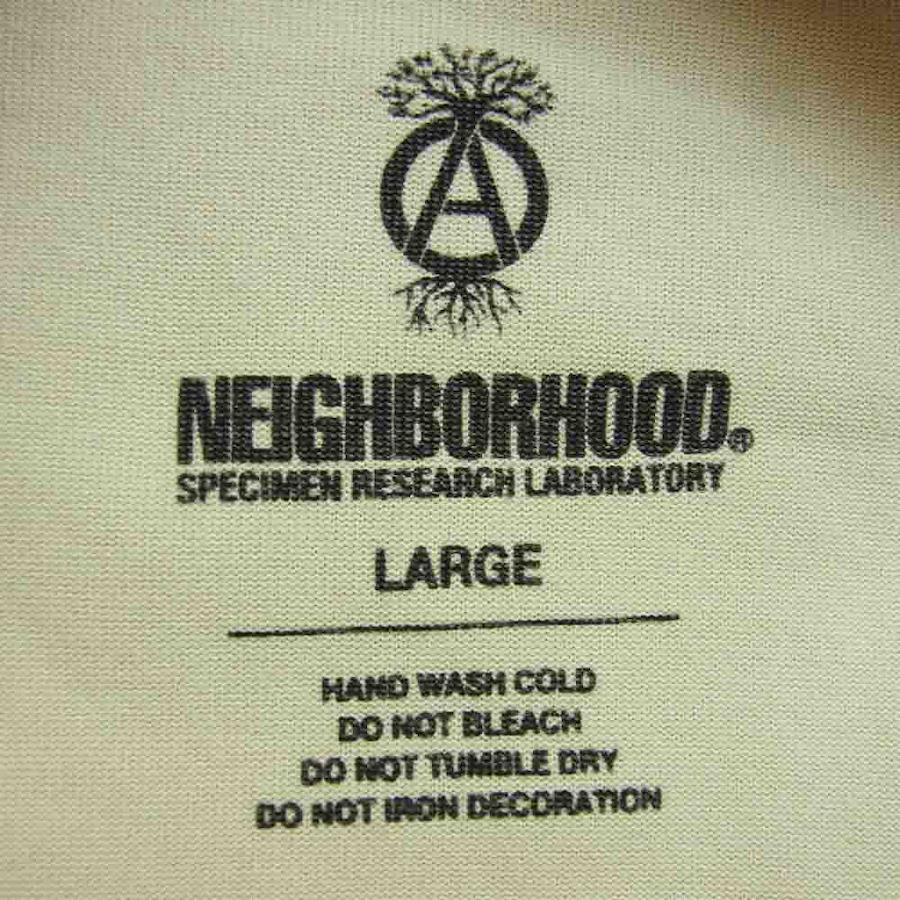 A
NEIGHBORHOOD®
SPECIMEN RESEARCH LABORATORY
LARGE
HAND WASH COLD
DO NOT BLEACH
DO NOT TUMBLE DRY
DO NOT IRON DECORATION